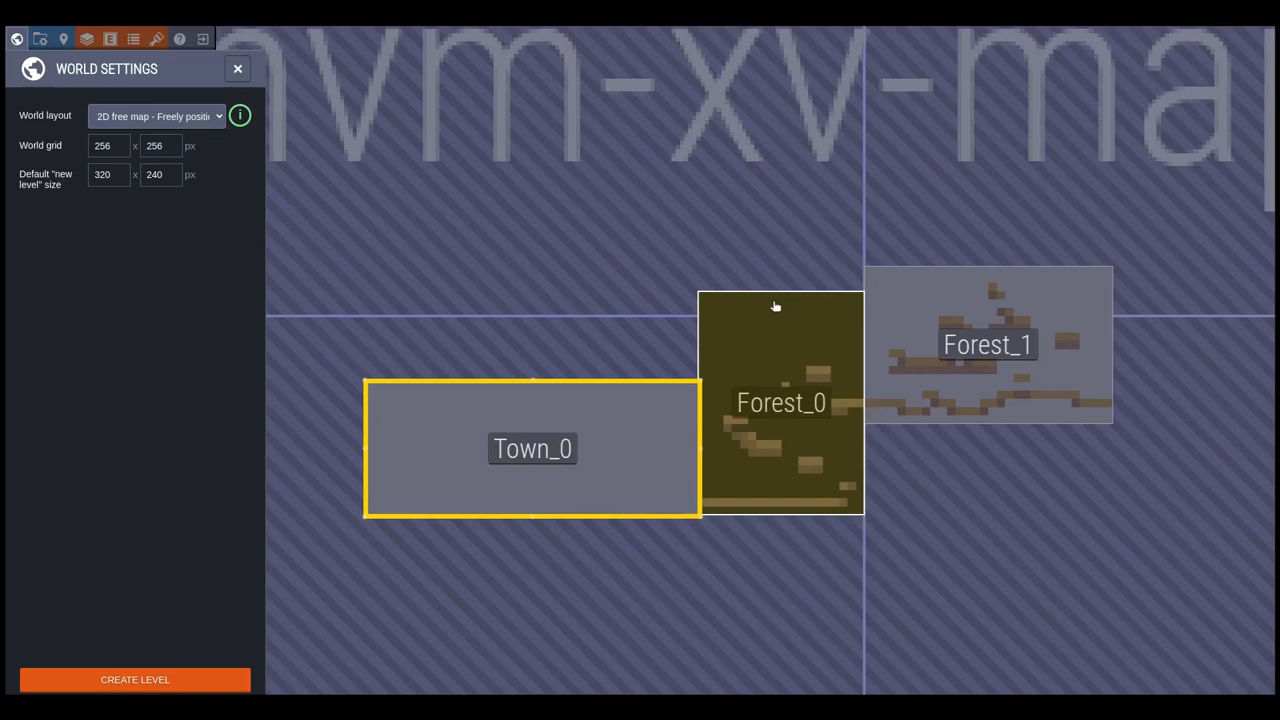 WORLD SETTINGS
World layout
2D free map - Freely positi
World grid
256 x 256 px
Default "new
level" size
320 x 240 px
CREATE LEVEL
vm-xv-map
Forest_1
Forest_0
Town_0